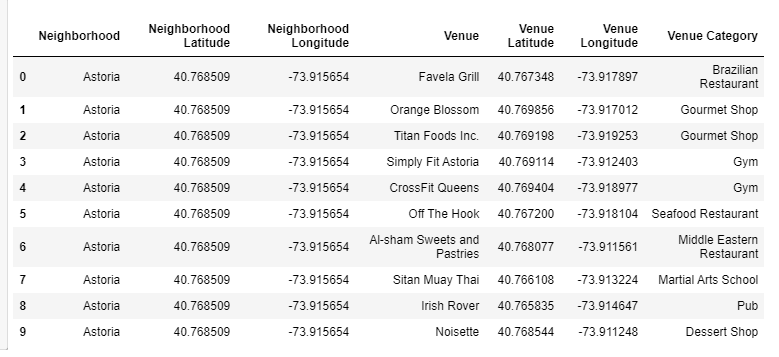 Neighborhood Neighborhood Latitude Neighborhood Longitude Venue Venue Latitude Venue Longitude Venue Category
0 Astoria 40.768509 -73.915654 Favela Grill 40.767348 -73.917897 Brazilian Restaurant
1 Astoria 40.768509 -73.915654 Orange Blossom 40.769856 -73.917012 Gourmet Shop
2 Astoria 40.768509 -73.915654 Titan Foods Inc. 40.769198 -73.919253 Gourmet Shop
3 Astoria 40.768509 -73.915654 Simply Fit Astoria 40.769114 -73.912403 Gym
4 Astoria 40.768509 -73.915654 CrossFit Queens 40.769404 -73.918977 Gym
5 Astoria 40.768509 -73.915654 Off The Hook 40.767200 -73.918104 Seafood Restaurant
6 Astoria 40.768509 -73.915654 Al-sham Sweets and Pastries 40.768077 -73.911561 Middle Eastern Restaurant
7 Astoria 40.768509 -73.915654 Sitan Muay Thai 40.766108 -73.913224 Martial Arts School
8 Astoria 40.768509 -73.915654 Irish Rover 40.765835 -73.914647 Pub
9 Astoria 40.768509 -73.915654 Noisette 40.768544 -73.911248 Dessert Shop